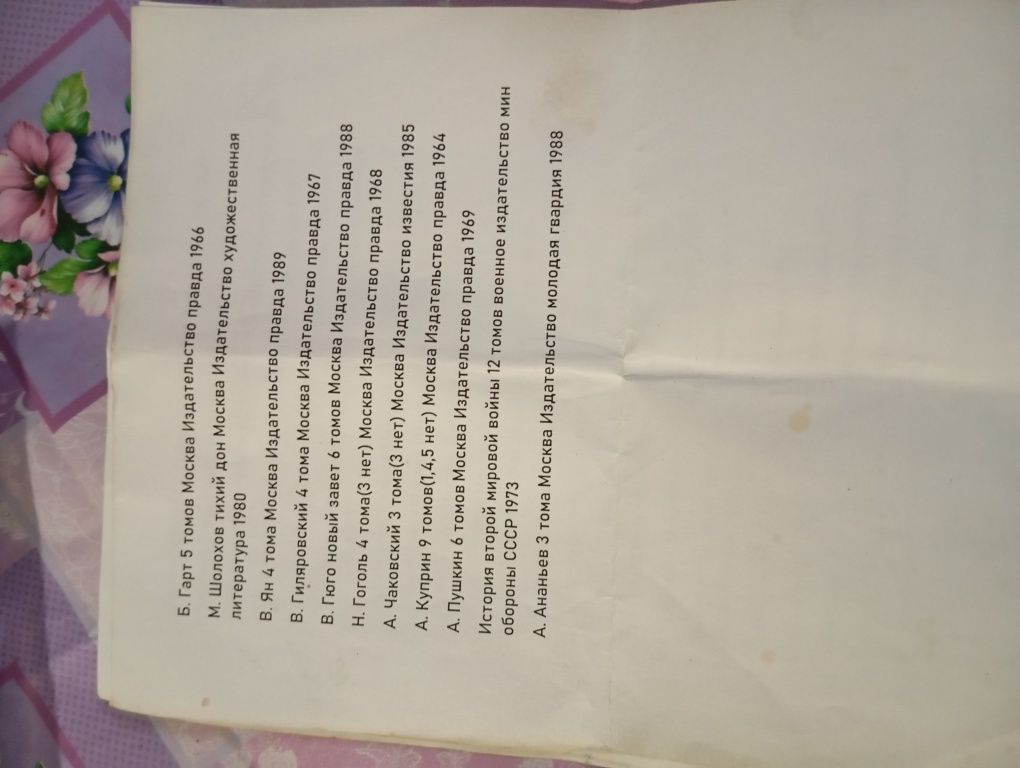 Б. Гарт 5 томов Москва Издательство правда 1966
М. Шолохов тихий дон Москва Издательство художественная
литература 1980
В. Ян 4 тома Москва Издательство правда 1989
В. Гиляровский 4 тома Москва Издательство правда 1967
В. Гюго новый завет 6 томов Москва Издательство правда 1988
Н. Гоголь 4 тома(3 нет) Москва Издательство правда 1968
А. Чаковский 3 тома(3 нет) Москва Издательство известия 1985
А. Куприн 9 томов(1,4,5 нет) Москва Издательство правда 1964
А. Пушкин 6 томов Москва Издательство правда 1969
История второй мировой войны 12 томов военное издательство мин
обороны СССР 1973
А. Ананьев 3 тома Москва Издательство молодая гвардия 1988